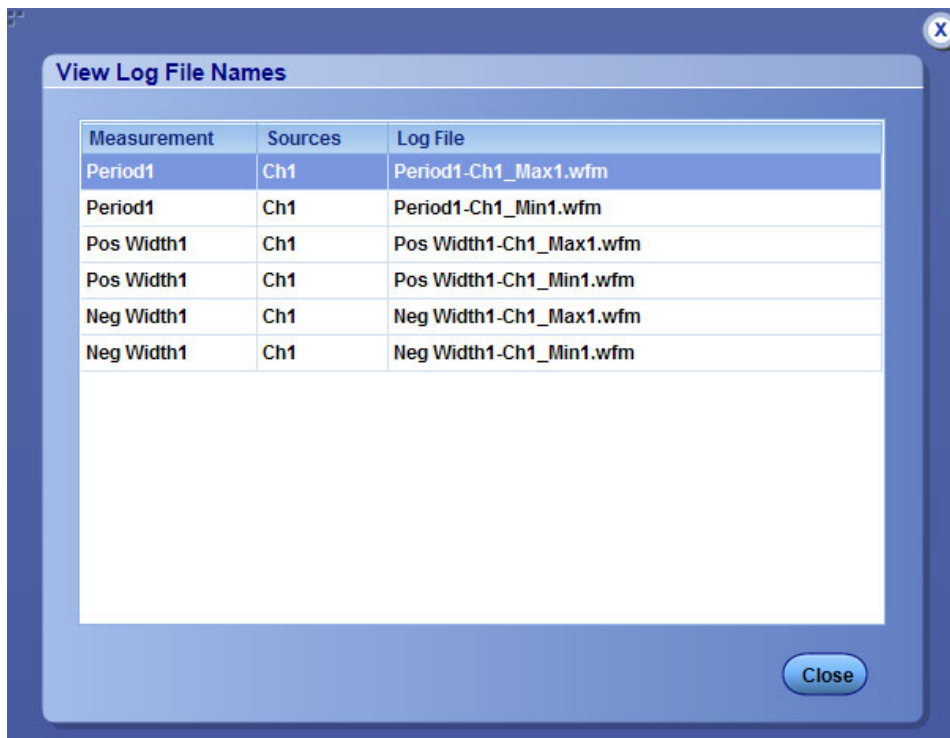 X
View Log File Names
Measurement Sources Log File
Period1 Ch1 Period1-Ch1_Max1.wfm
Period1 Ch1 Period1-Ch1_Min1.wfm
Pos Width1 Ch1 Pos Width1-Ch1_Max1.wfm
Pos Width1 Ch1 Pos Width1-Ch1_Min1.wfm
Neg Width1 Ch1 Neg Width1-Ch1_Max1.wfm
Neg Width1 Ch1 Neg Width1-Ch1_Min1.wfm
Close